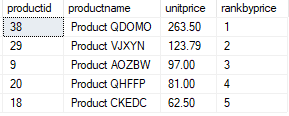 productid productname unitprice rankbyprice
38 Product QDOMO 263.50 1
29 Product VJXYN 123.79 2
9 Product AOZBW 97.00 3
20 Product QHFFP 81.00 4
18 Product CKEDC 62.50 5